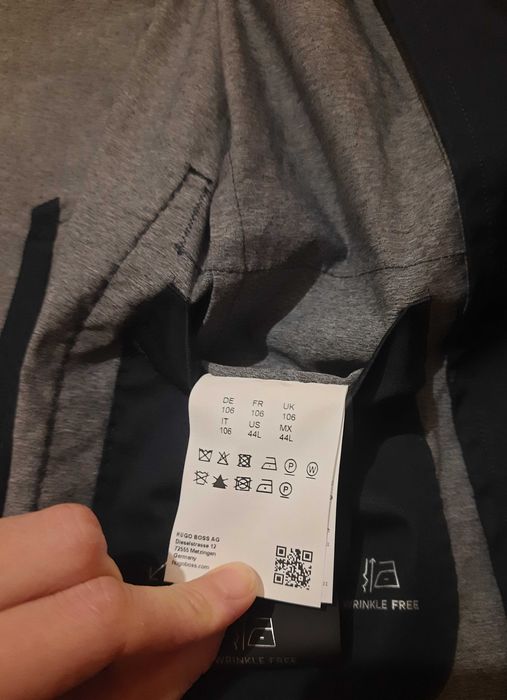 DE FR UK
106 106 106
IT US MX
106 44L 44L
P W
P
HUGO BOSS AG
Dieselstrasse 12
72555 Metzingen
Germany
Hugoboss.com
WRINKLE FREE
WRINKLE FREE